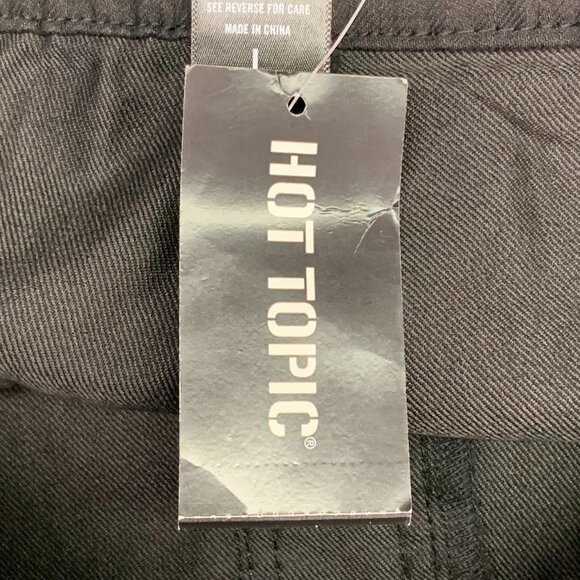 SEE REVERSE FOR CARE
MADE IN CHINA
HOT TOPIC®